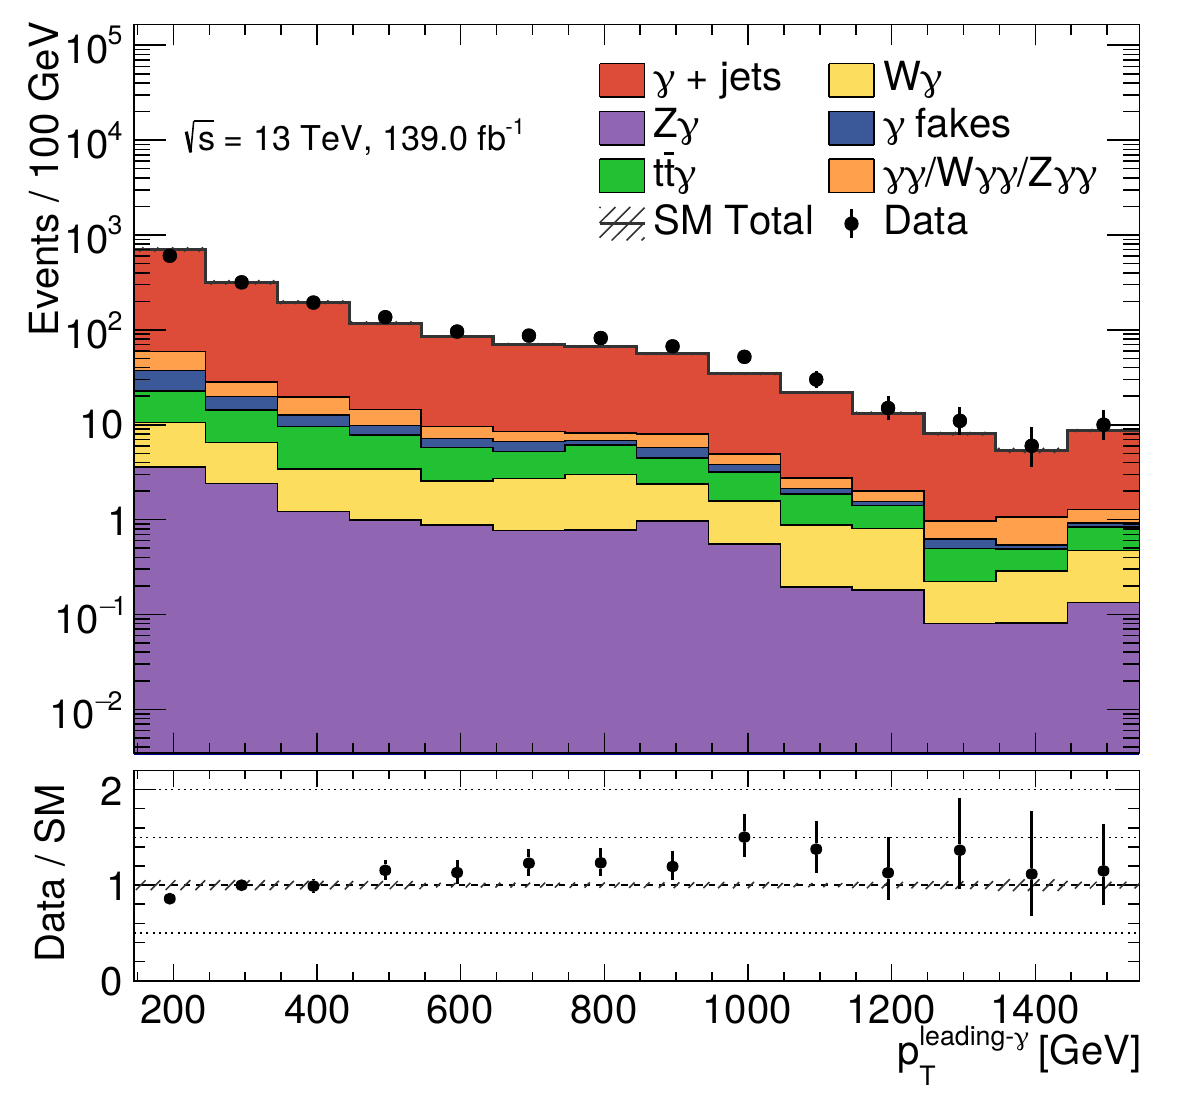 Events / 100 GeV
10⁵
10⁴
10³
10²
10
1
10⁻¹
10⁻²
√s = 13 TeV, 139.0 fb⁻¹
γ + jets
Wγ
Zγ
γ fakes
tt̄γ
γγ/Wγγ/Zγγ
SM Total
Data
Data / SM
2
1
0
200 400 600 800 1000 1200 1400
p_T^leading-γ [GeV]